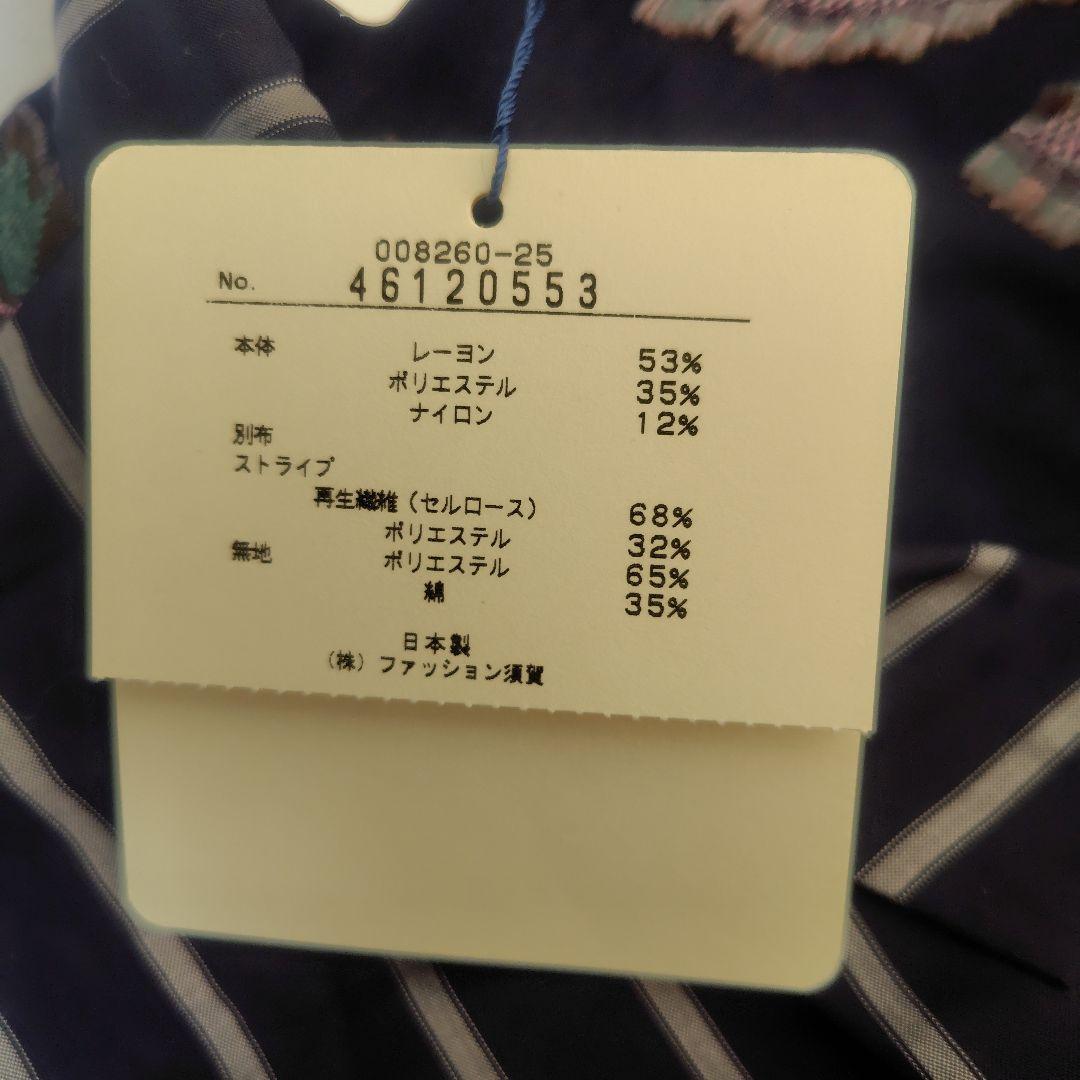 008260-25
No. 46120553
本体 レーヨン 53%
ポリエステル 35%
ナイロン 12%
別布
ストライプ
再生繊維(セルロース) 68%
ポリエステル 32%
無地 ポリエステル 65%
綿 35%
日本製
(株)ファッション須賀